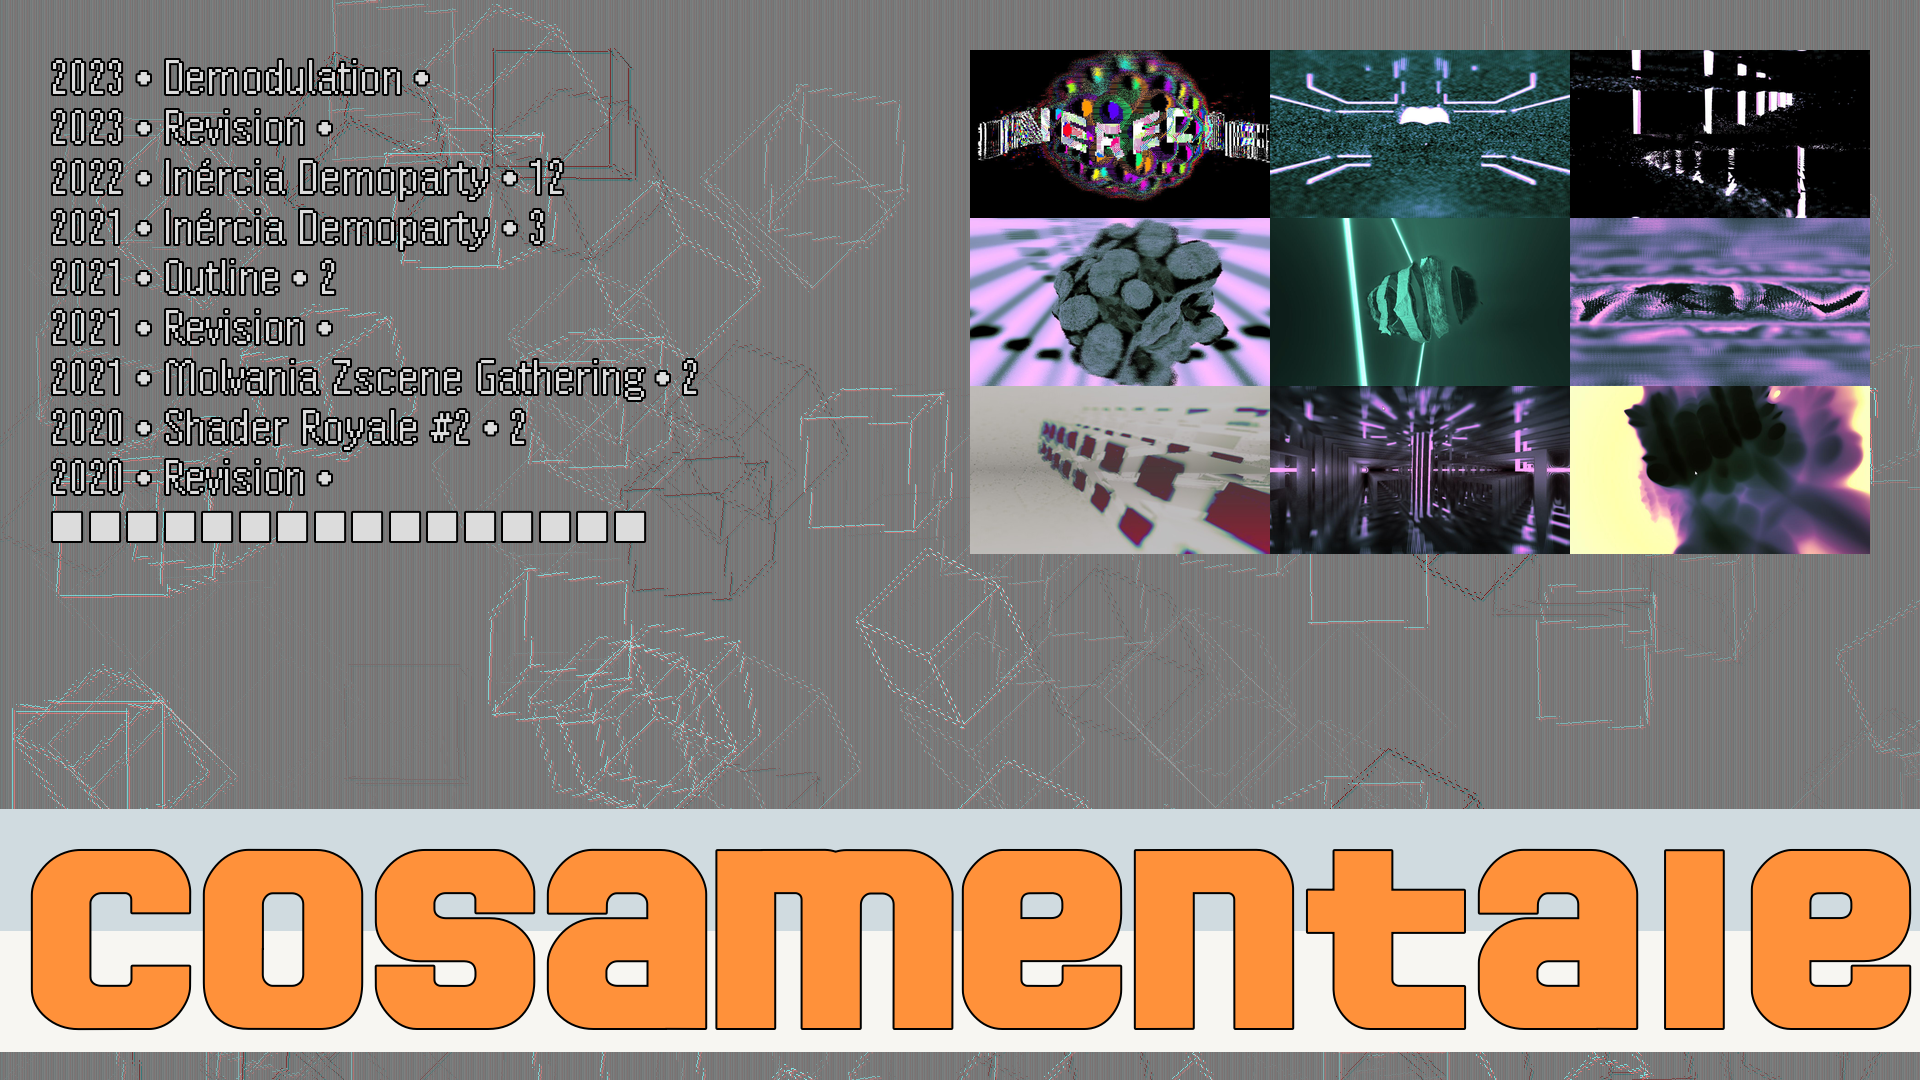 2023 • Demodulation •
2023 • Revision •
2022 • Inércia Demoparty • 12
2021 • Inércia Demoparty • 3
2021 • Outline • 2
2021 • Revision •
2021 • Molvania Zscene Gathering • 2
2020 • Shader Royale #2 • 2
2020 • Revision •
cosamentale